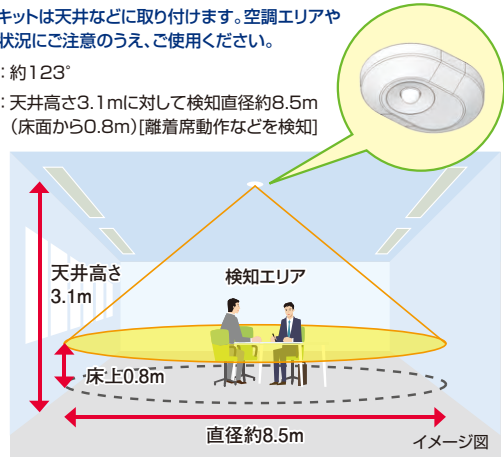 キットは天井などに取り付けます。空調エリアや
状況にご注意のうえ、ご使用ください。
：約123°
：天井高さ3.1mに対して検知直径約8.5m
（床面から0.8m）[離着席動作などを検知]
天井高さ
3.1m
検知エリア
床上0.8m
直径約8.5m
イメージ図